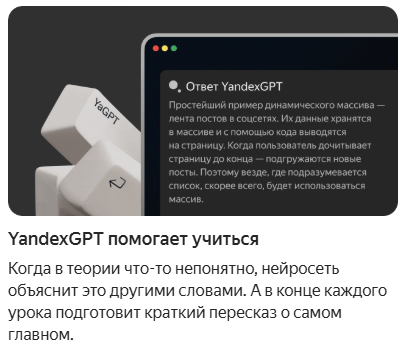 YaGPT
Ответ YandexGPT
Простейший пример динамического массива —
лента постов в соцсетях. Их данные хранятся
в массиве и с помощью кода выводятся
на страницу. Когда пользователь дочитывает
страницу до конца — подгружаются новые
посты. Поэтому везде, где подразумевается
список, скорее всего, будет использоваться
массив.
YandexGPT помогает учиться
Когда в теории что-то непонятно, нейросеть
объяснит это другими словами. А в конце каждого
урока подготовит краткий пересказ о самом
главном.